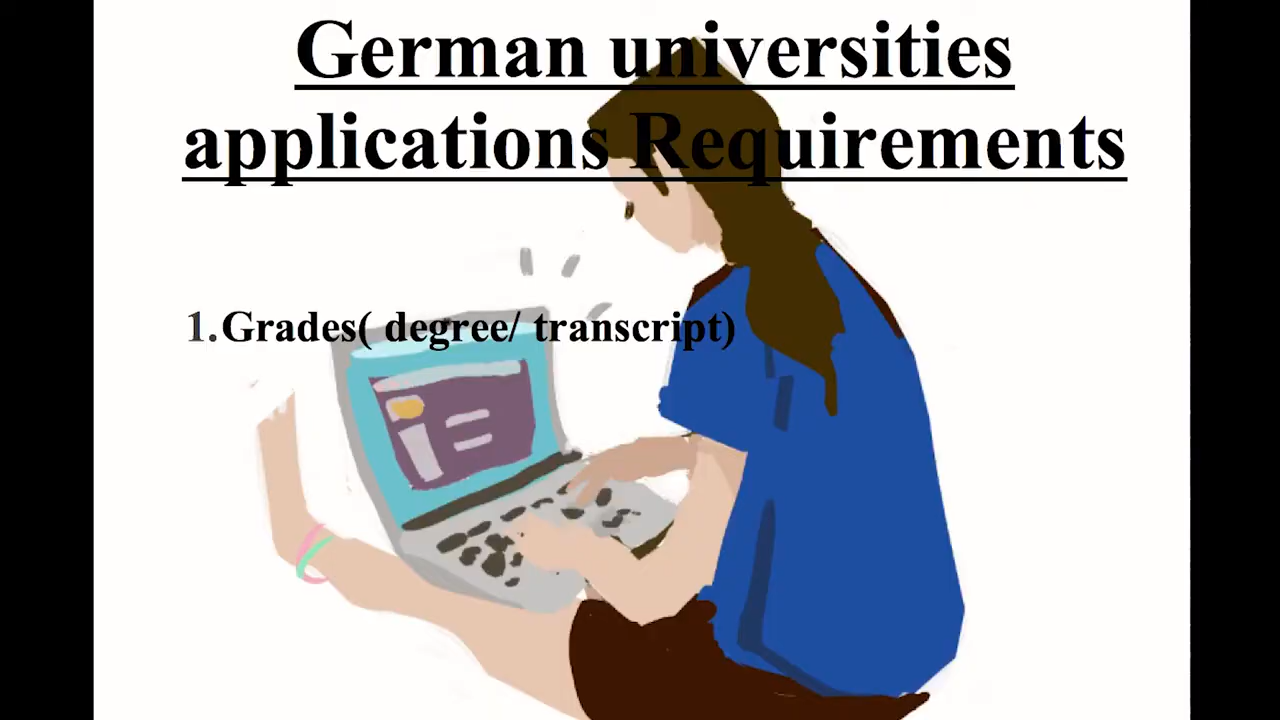 German universities
applications Requirements
1.Grades( degree/ transcript)